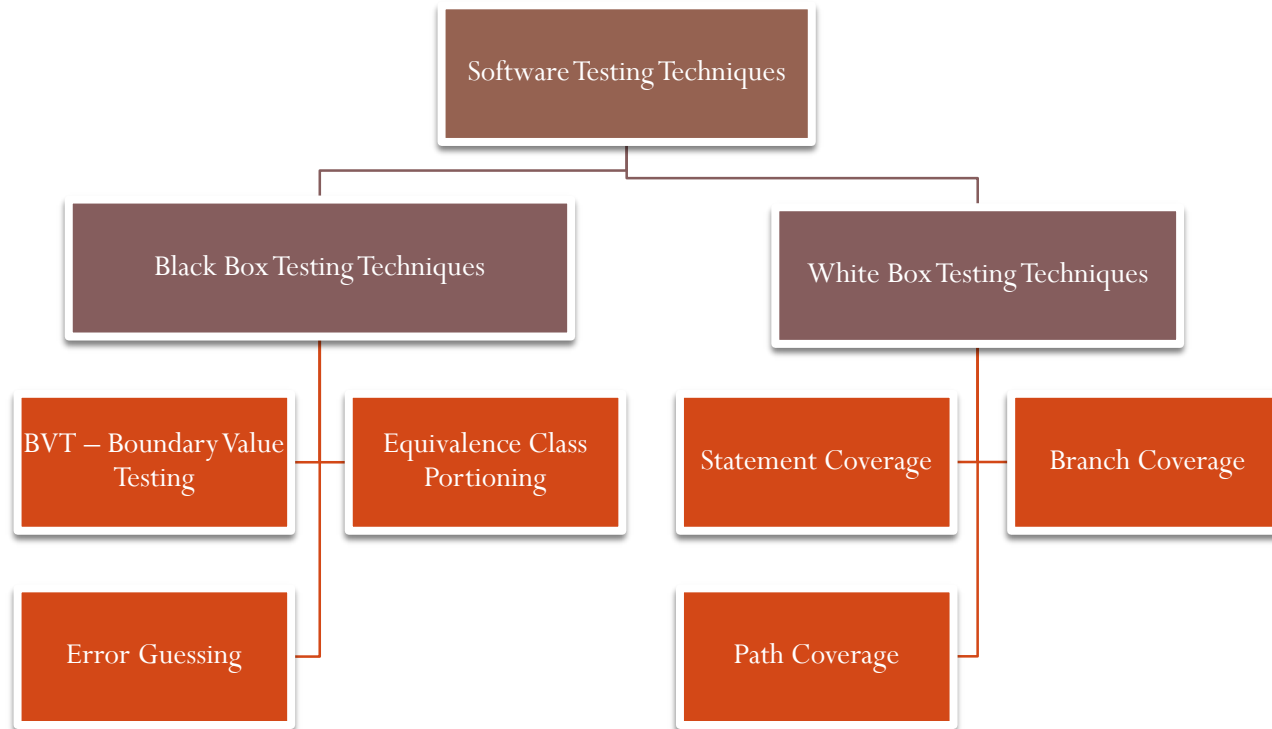 Software Testing Techniques
Black Box Testing Techniques
White Box Testing Techniques
BVT – Boundary Value
Testing
Equivalence Class
Portioning
Statement Coverage
Branch Coverage
Error Guessing
Path Coverage